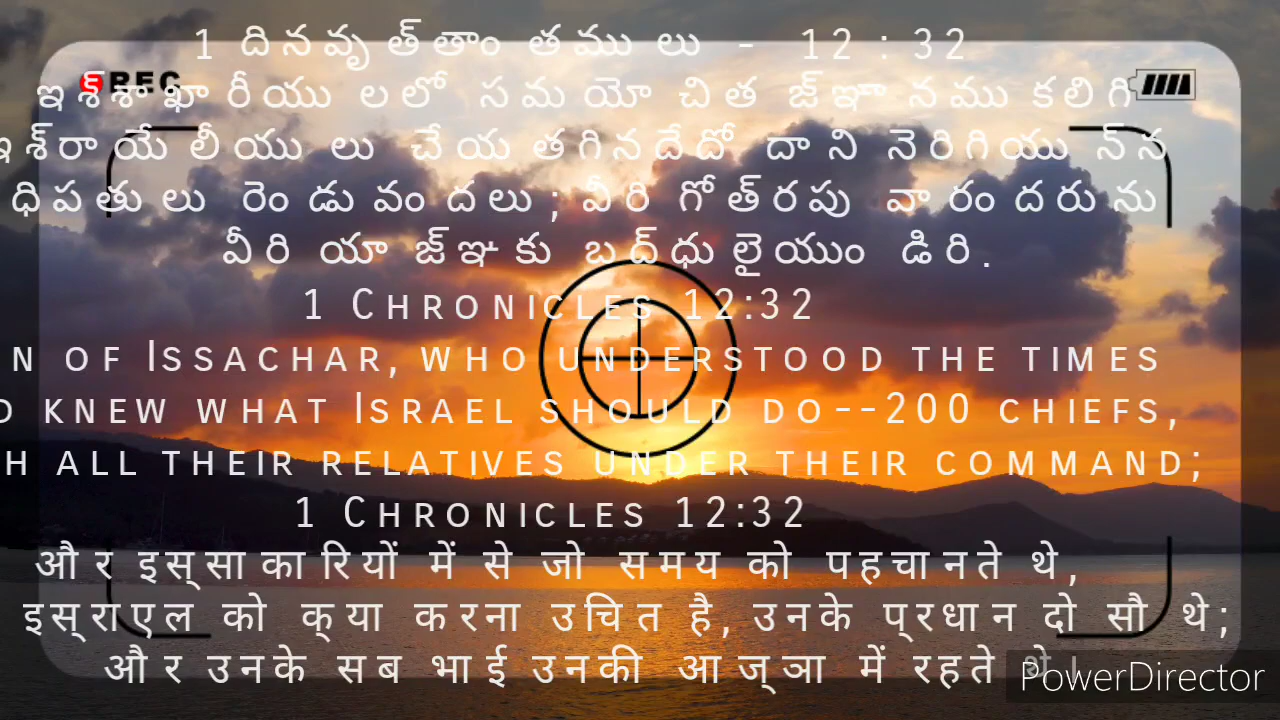 1 దినవృత్తాంతములు - 12 : 32
REC
ఇశ్శాఖారీయులలో సమయోచిత జ్ఞానము కలిగి
ఇశ్రాయేలీయులు చేయతగినదేదో దాని నెరిగియున్న
ధిపతులు రెండువందలు; వీరి గోత్రపు వారందరును
వీరి యాజ్ఞకు బద్ధులైయుండిరి.
1 Chronicles 12:32
n of Issachar, who understood the times
d knew what Israel should do--200 chiefs,
h all their relatives under their command;
1 Chronicles 12:32
और इस्साकारियों में से जो समय को पहचानते थे,
इस्राएल को क्या करना उचित है, उनके प्रधान दो सौ थे;
और उनके सब भाई उनकी आज्ञा में रहते थे।
PowerDirector